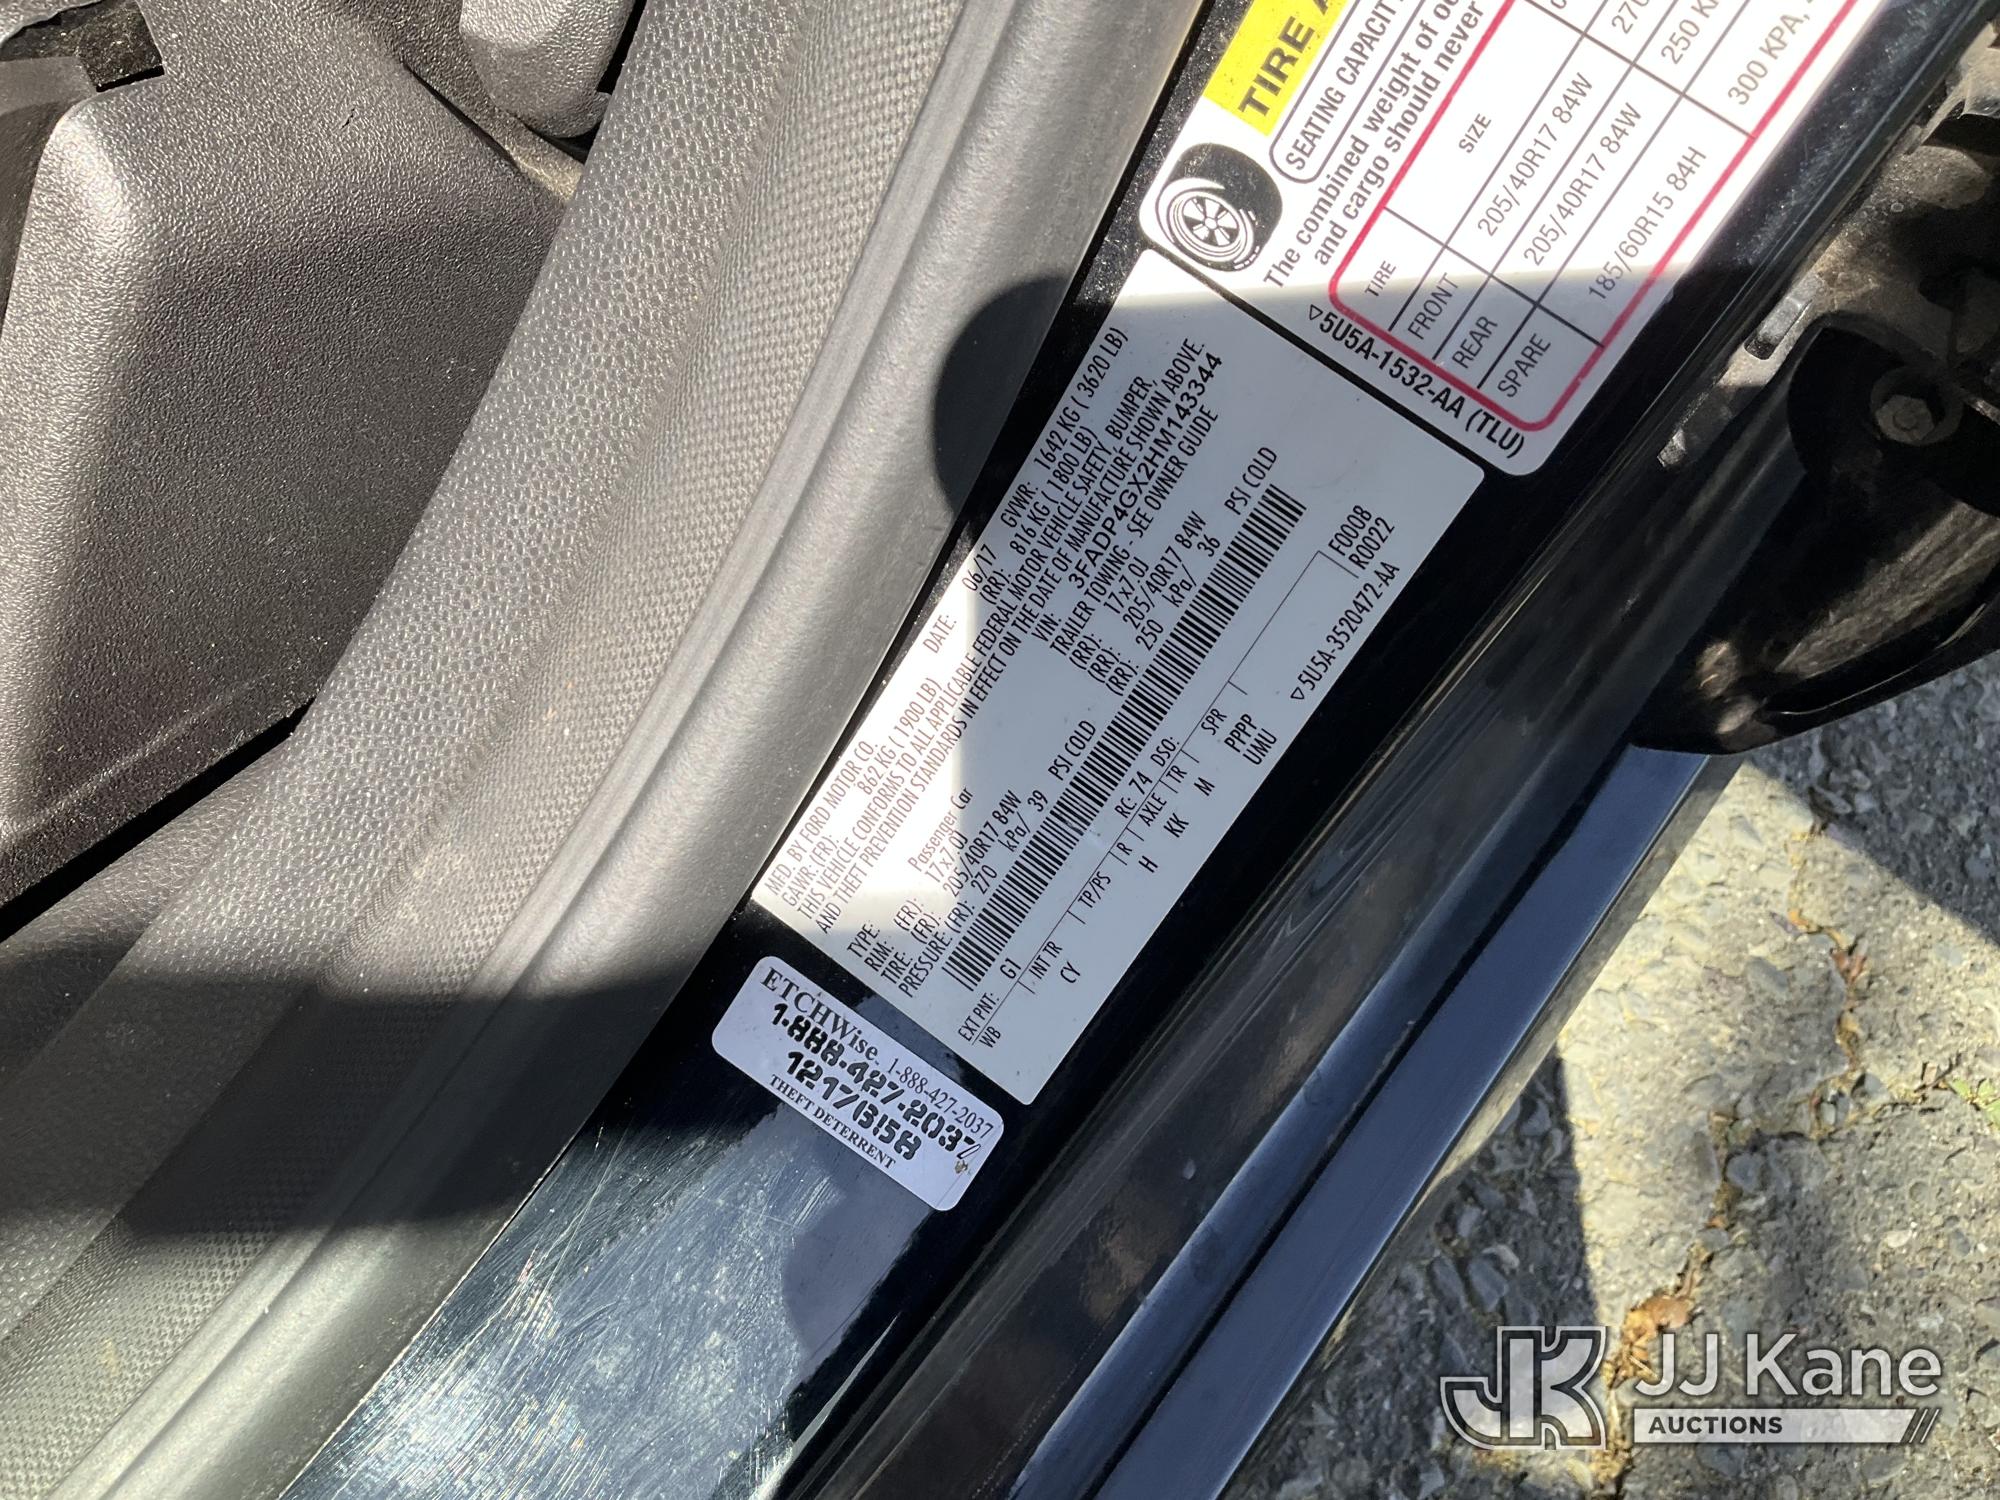 TIRE A
SEATING CAPACIT
The combined weight of oc
and cargo should never
TIRE SIZE
FRONT 205/40R17 84W 270
REAR 205/40R17 84W 250 K
SPARE 185/60R15 84H 300 KPA,
▽5U5A-1532-AA (TLU)
MFD. BY FORD MOTOR CO.
DATE: 06/17 GVWR: 1642 KG ( 3620 LB)
GAWR:(FR): 862 KG ( 1900 LB) (RR): 816 KG ( 1800 LB)
THIS VEHICLE CONFORMS TO ALL APPLICABLE FEDERAL MOTOR VEHICLE SAFETY, BUMPER,
AND THEFT PREVENTION STANDARDS IN EFFECT ON THE DATE OF MANUFACTURE SHOWN ABOVE.
VIN: 3FADP4GX2HM143344
TYPE: Passenger Car TRAILER TOWING - SEE OWNER GUIDE
RIM: (FR): 17x7.0J (RR): 17x7.0J
TIRE: (FR): 205/40R17 84W (RR): 205/40R17 84W
PRESSURE: (FR): 270 kPa/ 39 PSI COLD (RR): 250 kPa/ 36 PSI COLD
EXT PNT: G1 RC: 74 DSO: F0008
WB INT TR TP/PS R AXLE TR SPR R0022
CY H KK M PPPP
UMU ▽5U5A-3520472-AA
ETCHWise 1-888-427-2037
1-888-427-2037
THEFT DETERRENT
JK JJ Kane
AUCTIONS